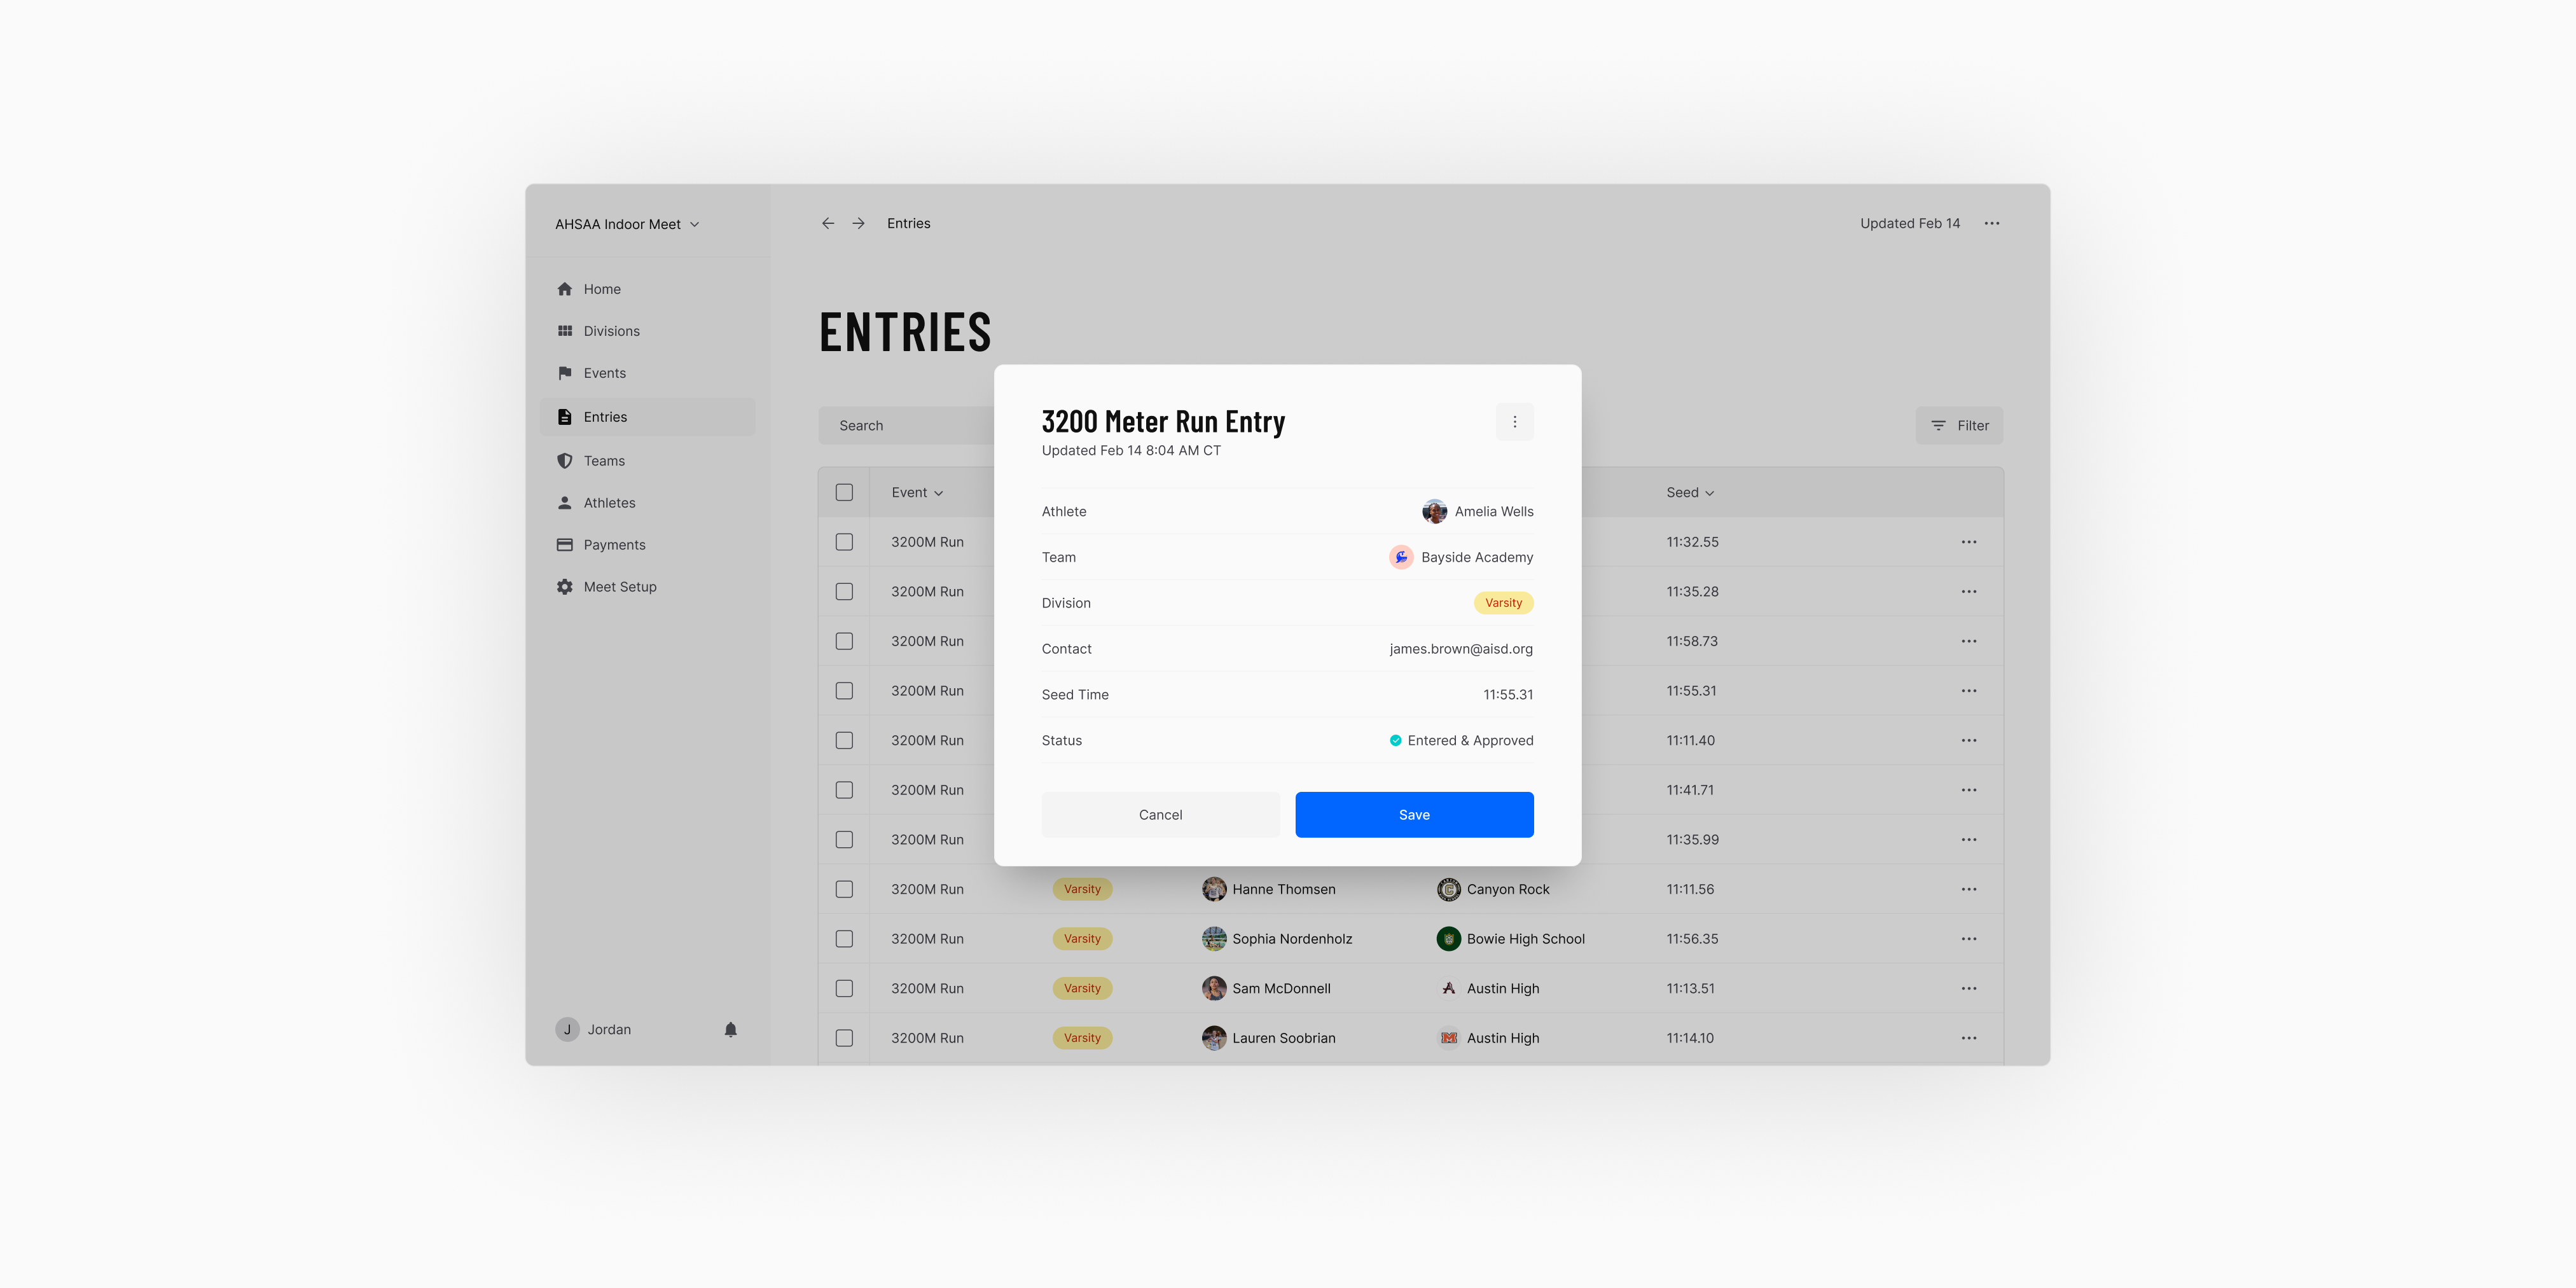 AHSAA Indoor Meet
Home
Divisions
Events
Entries
Teams
Athletes
Payments
Meet Setup
J Jordan
Entries
Updated Feb 14
ENTRIES
Search
Filter
Event Seed
3200M Run 11:32.55
3200M Run 11:35.28
3200M Run 11:58.73
3200M Run 11:55.31
3200M Run 11:11.40
3200M Run 11:41.71
3200M Run 11:35.99
3200M Run Varsity Hanne Thomsen Canyon Rock 11:11.56
3200M Run Varsity Sophia Nordenholz Bowie High School 11:56.35
3200M Run Varsity Sam McDonnell Austin High 11:13.51
3200M Run Varsity Lauren Soobrian Austin High 11:14.10
3200 Meter Run Entry
Updated Feb 14 8:04 AM CT
Athlete Amelia Wells
Team Bayside Academy
Division Varsity
Contact james.brown@aisd.org
Seed Time 11:55.31
Status Entered & Approved
Cancel Save